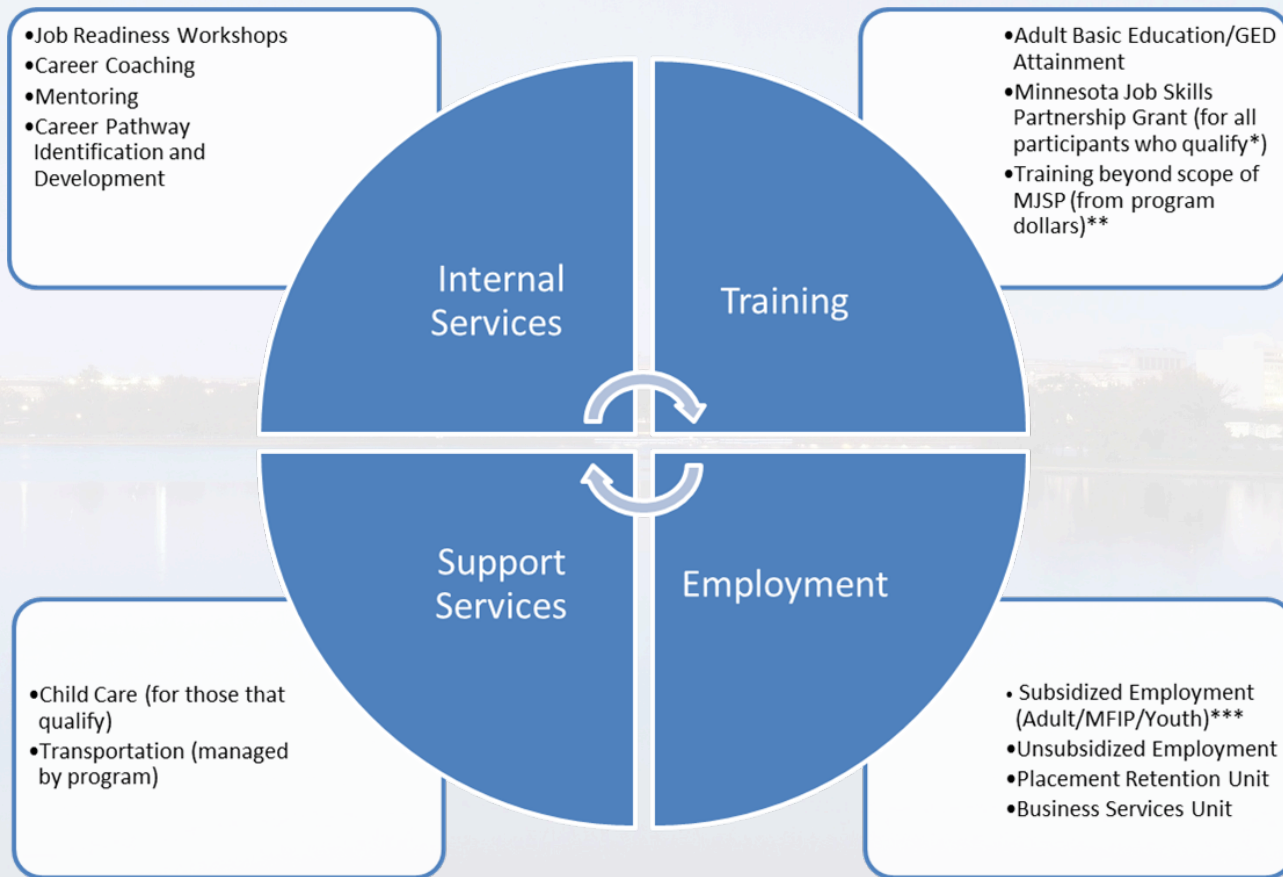 •Job Readiness Workshops
•Career Coaching
•Mentoring
•Career Pathway
Identification and
Development
•Adult Basic Education/GED
Attainment
•Minnesota Job Skills
Partnership Grant (for all
participants who qualify*)
•Training beyond scope of
MJSP (from program
dollars)**
Internal
Services
Training
Support
Services
Employment
•Child Care (for those that
qualify)
•Transportation (managed
by program)
• Subsidized Employment
(Adult/MFIP/Youth)***
•Unsubsidized Employment
•Placement Retention Unit
•Business Services Unit